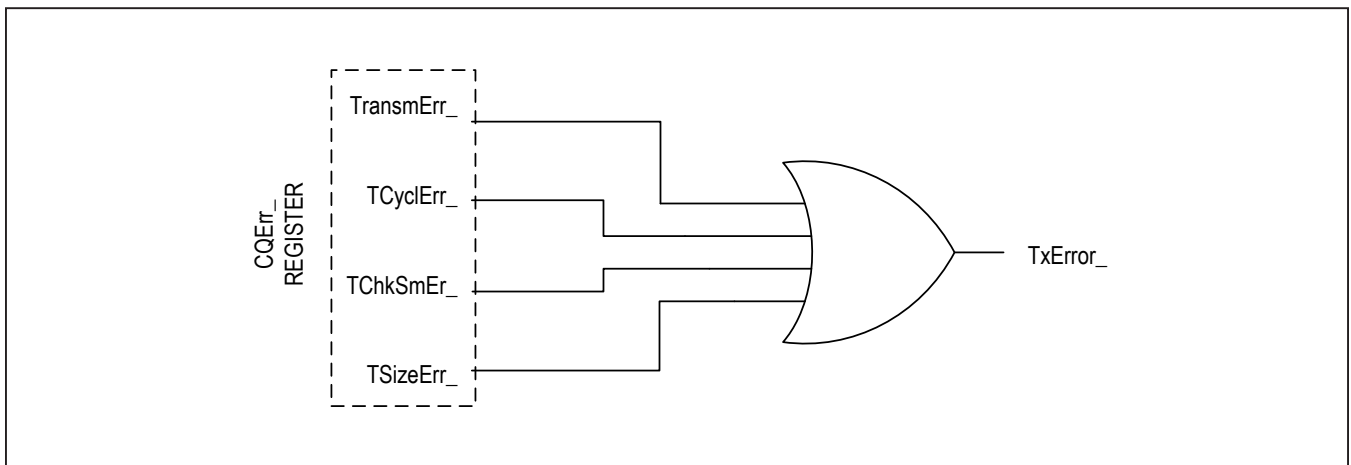 CQErr_
REGISTER
TransmErr_
TCyclErr_
TChkSmEr_
TSizeErr_
TxError_